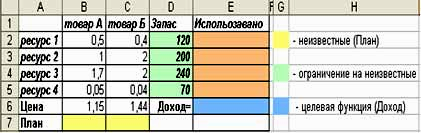 A B C D E F G H
1 товар А товар Б Запас Использовано
2 ресурс 1 0,5 0,4 120 - неизвестные (План)
3 ресурс 2 1 2 200
4 ресурс 3 1,7 2 240 - ограничение на неизвестные
5 ресурс 4 0,05 0,04 70
6 Цена 1,15 1,44 Доход= - целевая функция (Доход)
7 План